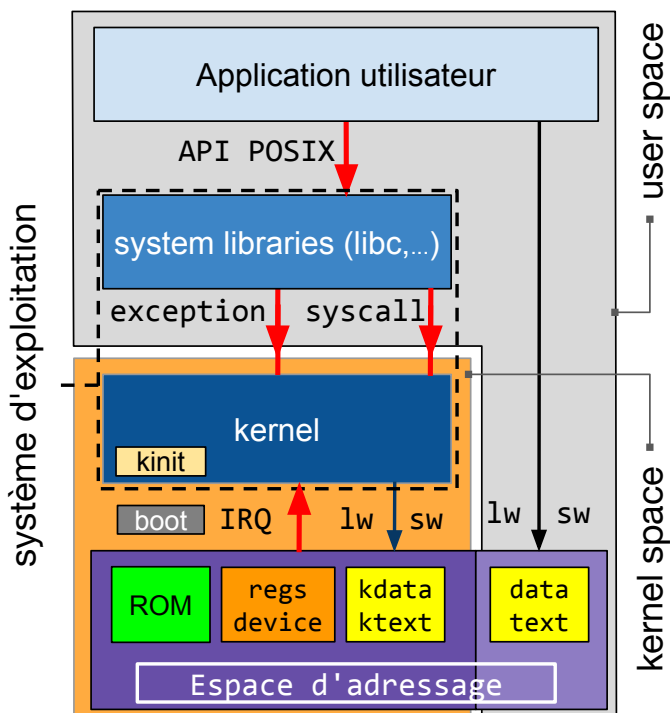 Application utilisateur
API POSIX
system libraries (libc,...)
exception
syscall
kernel
kinit
boot
IRQ
lw
sw
lw
sw
ROM
regs
device
kdata
ktext
data
text
Espace d'adressage
système d'exploitation
user space
kernel space